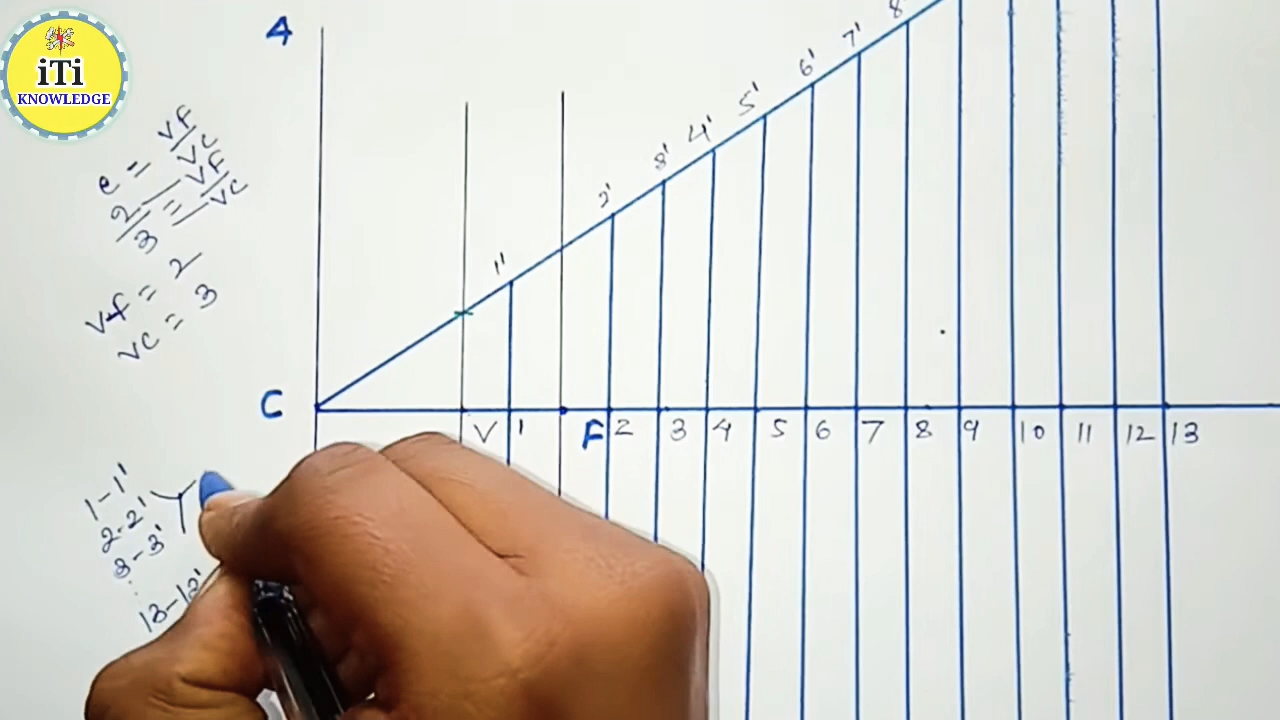 iTi
KNOWLEDGE
A
e = VF/VC
2/3 = VF/VC
VF = 2
VC = 3
1' 2' 3' 4' 5' 6' 7' 8
C
V 1 F 2 3 4 5 6 7 8 9 10 11 12 13
1-1'
2-2'
3-3'
:
13-13'